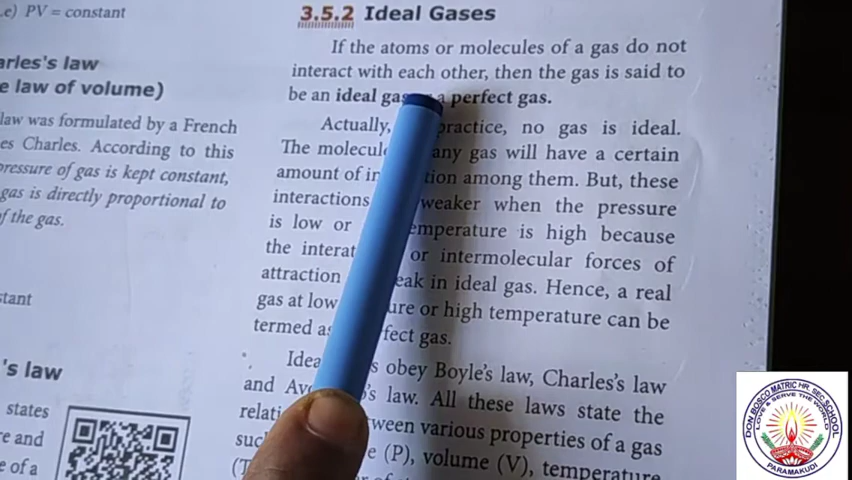 .e) PV = constant
arles's law
e law of volume)
law was formulated by a French
es Charles. According to this
pressure of gas is kept constant,
gas is directly proportional to
of the gas.
stant
's law
states
re and
e of a
3.5.2 Ideal Gases
If the atoms or molecules of a gas do not
interact with each other, then the gas is said to
be an ideal gas a perfect gas.
Actually, practice, no gas is ideal.
The molecul any gas will have a certain
amount of in tion among them. But, these
interactions weaker when the pressure
is low or emperature is high because
the interat or intermolecular forces of
attraction eak in ideal gas. Hence, a real
gas at low ure or high temperature can be
termed as fect gas.
Idea s obey Boyle's law, Charles's law
and Avo 's law. All these laws state the
relati tween various properties of a gas
suc e (P), volume (V), temperature
(T
DON BOSCO MATRIC HR. SEC SCHOOL
LOVE & SERVE THE WORLD
PARAMAKUDI